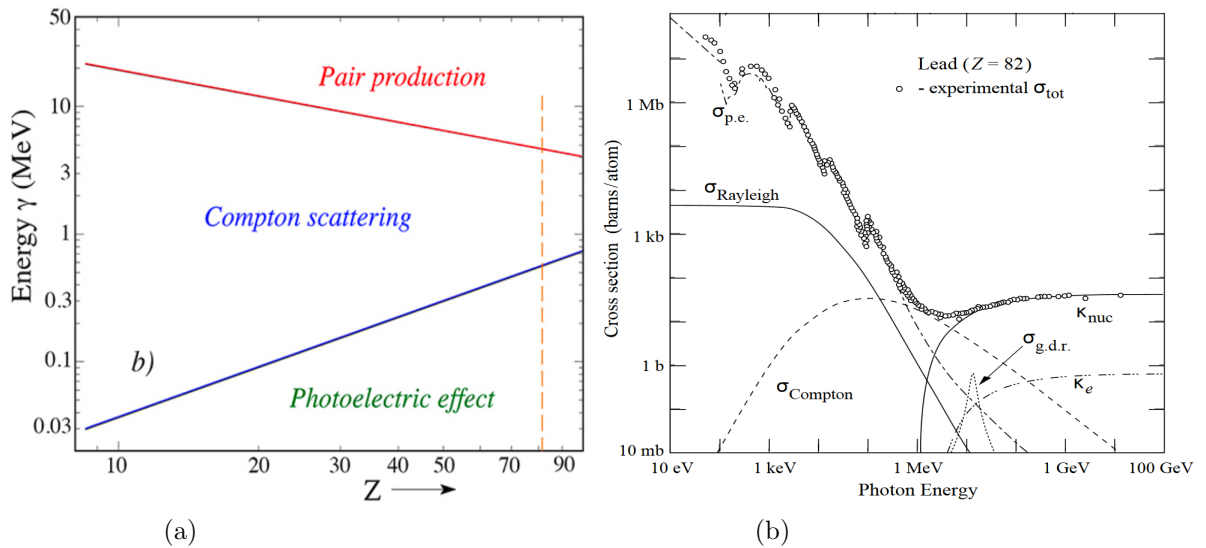 50
10
3
1
0.3
0.1
0.03
Energy γ (MeV)
Pair production
Compton scattering
b)
Photoelectric effect
10 20 30 40 50 70 90
Z
(a)
Lead (Z = 82)
- experimental σtot
1 Mb
σp.e.
σRayleigh
1 kb
Cross section (barns/atom)
κnuc
σg.d.r.
1 b
σCompton
κe
10 mb
10 eV 1 keV 1 MeV 1 GeV 100 GeV
Photon Energy
(b)